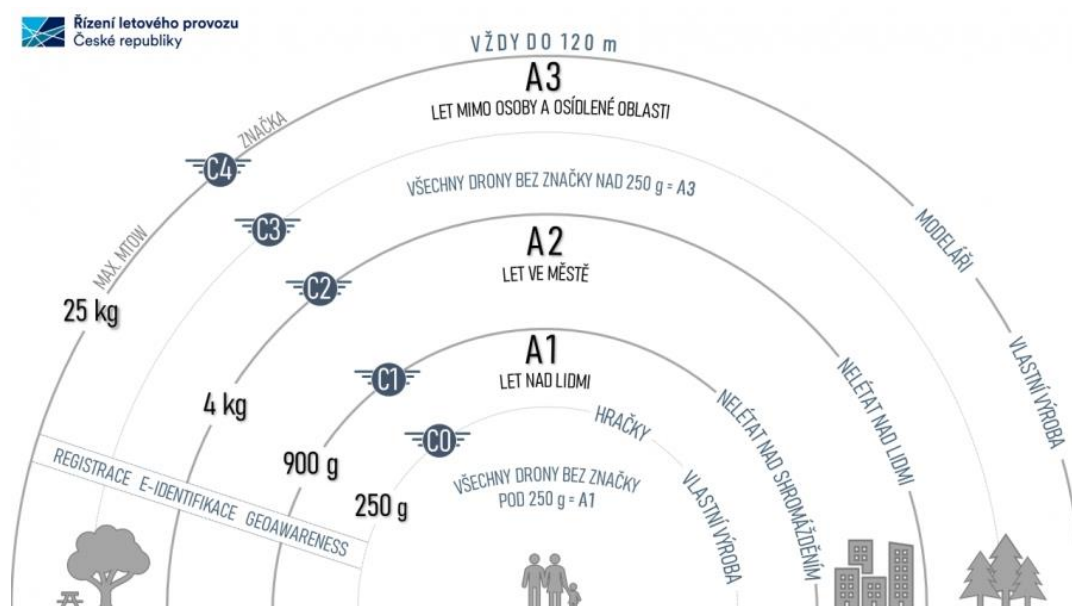 Řízení letového provozu
České republiky
VŽDY DO 120 m
A3
LET MIMO OSOBY A OSÍDLENÉ OBLASTI
ZNAČKA
C4
VŠECHNY DRONY BEZ ZNAČKY NAD 250 g = A3
C3
MODELÁŘI
A2
LET VE MĚSTĚ
MAX. MTOW
C2
25 kg
A1
LET NAD LIDMI
VLASTNÍ VÝROBA
C1
NELÉTAT NAD LIDMI
4 kg
HRAČKY
NELÉTAT NAD SHROMÁŽDĚNÍM
C0
900 g
VŠECHNY DRONY BEZ ZNAČKY
POD 250 g = A1
VLASTNÍ VÝROBA
250 g
REGISTRACE E-IDENTIFIKACE GEOAWARENESS